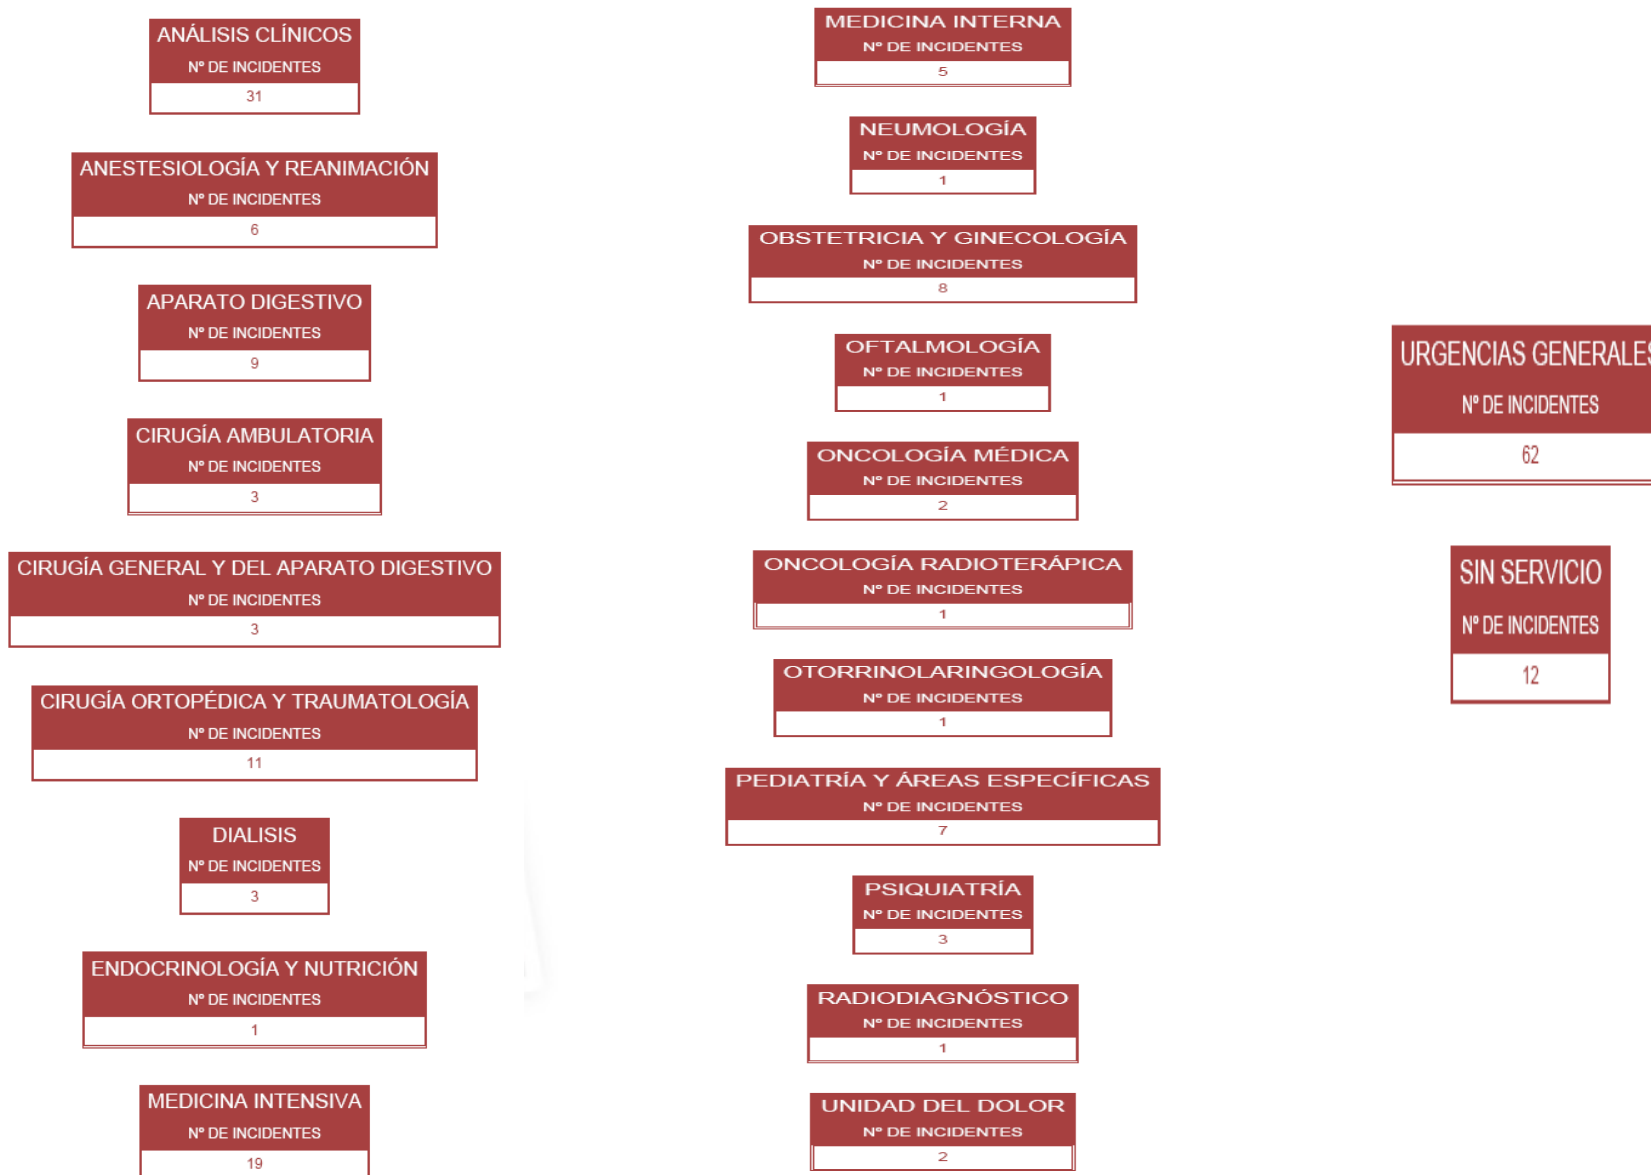 ANÁLISIS CLÍNICOS
Nº DE INCIDENTES
31
ANESTESIOLOGÍA Y REANIMACIÓN
Nº DE INCIDENTES
6
APARATO DIGESTIVO
Nº DE INCIDENTES
9
CIRUGÍA AMBULATORIA
Nº DE INCIDENTES
3
CIRUGÍA GENERAL Y DEL APARATO DIGESTIVO
Nº DE INCIDENTES
3
CIRUGÍA ORTOPÉDICA Y TRAUMATOLOGÍA
Nº DE INCIDENTES
11
DIALISIS
Nº DE INCIDENTES
3
ENDOCRINOLOGÍA Y NUTRICIÓN
Nº DE INCIDENTES
1
MEDICINA INTENSIVA
Nº DE INCIDENTES
19
MEDICINA INTERNA
Nº DE INCIDENTES
5
NEUMOLOGÍA
Nº DE INCIDENTES
1
OBSTETRICIA Y GINECOLOGÍA
Nº DE INCIDENTES
8
OFTALMOLOGÍA
Nº DE INCIDENTES
1
ONCOLOGÍA MÉDICA
Nº DE INCIDENTES
2
ONCOLOGÍA RADIOTERÁPICA
Nº DE INCIDENTES
1
OTORRINOLARINGOLOGÍA
Nº DE INCIDENTES
1
PEDIATRÍA Y ÁREAS ESPECÍFICAS
Nº DE INCIDENTES
7
PSIQUIATRÍA
Nº DE INCIDENTES
3
RADIODIAGNÓSTICO
Nº DE INCIDENTES
1
UNIDAD DEL DOLOR
Nº DE INCIDENTES
2
URGENCIAS GENERALES
Nº DE INCIDENTES
62
SIN SERVICIO
Nº DE INCIDENTES
12